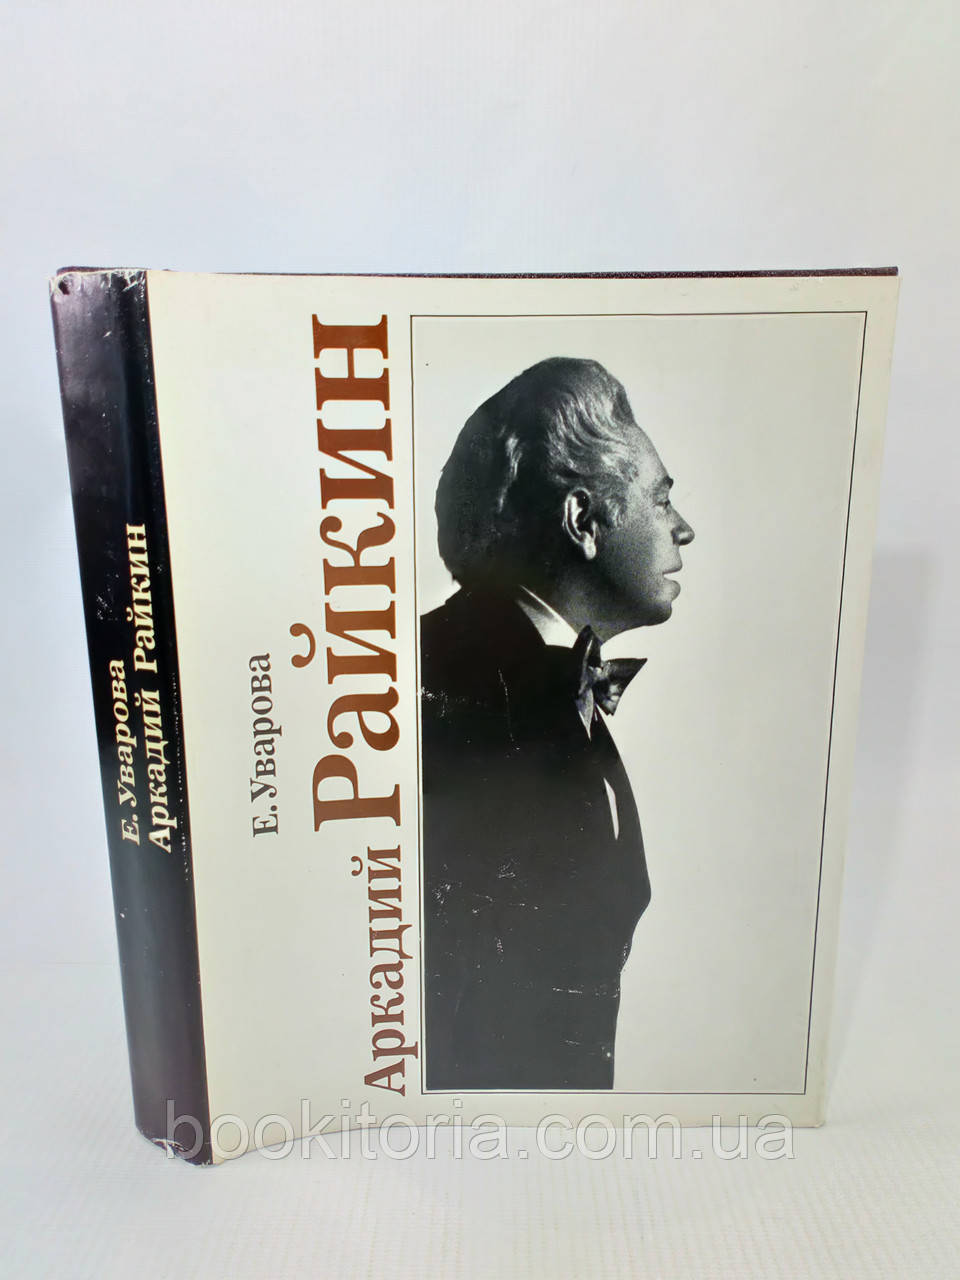 Е. Уварова
Аркадий Райкин
Е. Уварова
Аркадий Райкин
bookitoria.com.ua